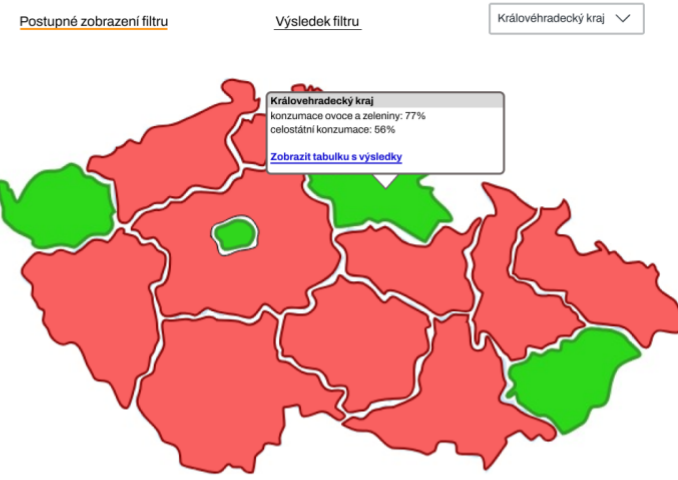 Postupné zobrazení filtru
Výsledek filtru
Královéhradecký kraj
Královehradecký kraj
konzumace ovoce a zeleniny: 77%
celostátní konzumace: 56%
Zobrazit tabulku s výsledky